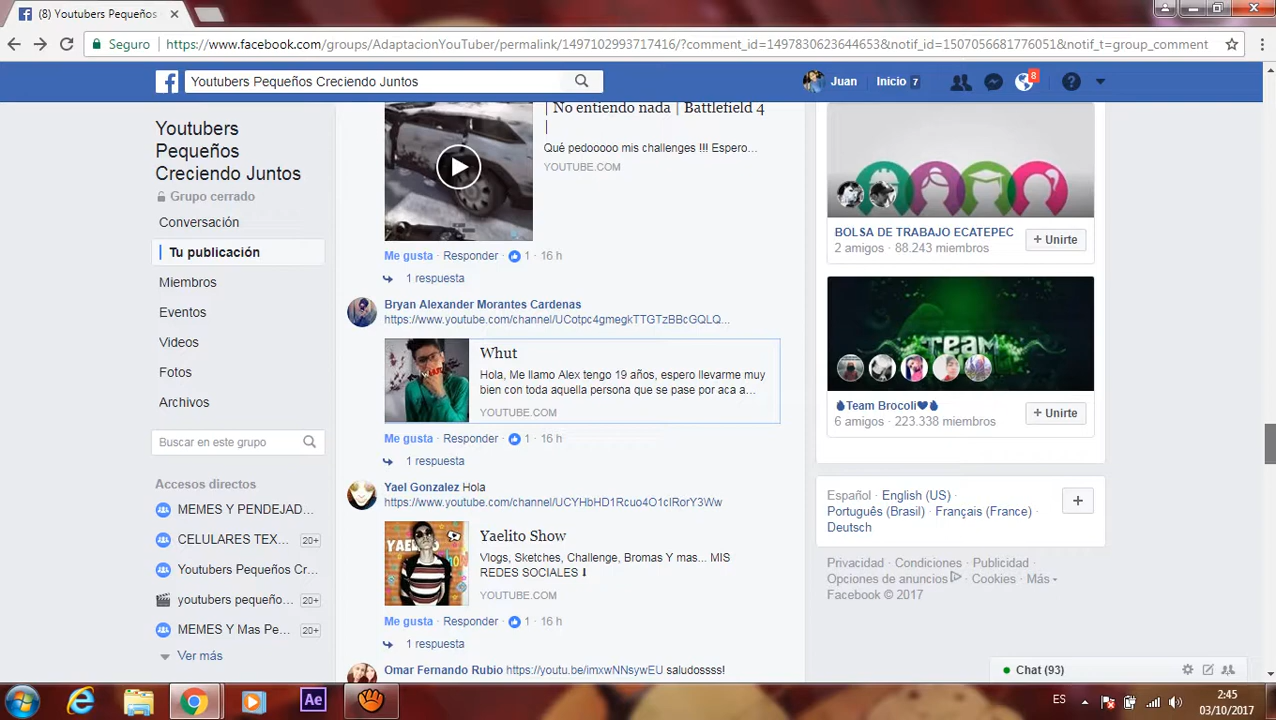 (8) Youtubers Pequeños
Seguro https://www.facebook.com/groups/AdaptacionYouTuber/permalink/1497102993717416/?comment_id=1497830623644653&notif_id=1507056681776051&notif_t=group_comment
Youtubers Pequeños Creciendo Juntos
Juan
Inicio 7
8
Youtubers
Pequeños
Creciendo Juntos
Grupo cerrado
Conversación
Tu publicación
Miembros
Eventos
Videos
Fotos
Archivos
Buscar en este grupo
Accesos directos
MEMES Y PENDEJAD...
CELULARES TEX... 20+
Youtubers Pequeños Cr...
youtubers pequeño... 20+
MEMES Y Mas Pe... 20+
Ver más
| No entiendo nada | Battlefield 4
|
Qué pedooooo mis challenges !!! Espero...
YOUTUBE.COM
Me gusta · Responder · 1 · 16 h
1 respuesta
Bryan Alexander Morantes Cardenas
https://www.youtube.com/channel/UCotpc4gmegkTTGTzBBcGQLQ...
Whut
Hola, Me llamo Alex tengo 19 años, espero llevarme muy
bien con toda aquella persona que se pase por aca a...
YOUTUBE.COM
Me gusta · Responder · 1 · 16 h
1 respuesta
Yael Gonzalez Hola
https://www.youtube.com/channel/UCYHbHD1Rcuo4O1cIRorY3Ww
YAELITO
Yaelito Show
Vlogs, Sketches, Challenge, Bromas Y mas... MIS
REDES SOCIALES ⬇
YOUTUBE.COM
Me gusta · Responder · 1 · 16 h
1 respuesta
Omar Fernando Rubio https://youtu.be/imxwNNsywEU saludossss!
BOLSA DE TRABAJO ECATEPEC
2 amigos · 88.243 miembros
+ Unirte
TEAM
BROCOLI
💧Team Brocoli❤💧
6 amigos · 223.338 miembros
+ Unirte
Español · English (US) ·
Português (Brasil) · Français (France) ·
Deutsch
+
Privacidad · Condiciones · Publicidad ·
Opciones de anuncios · Cookies · Más
Facebook © 2017
Chat (93)
Ae
ES
2:45
03/10/2017